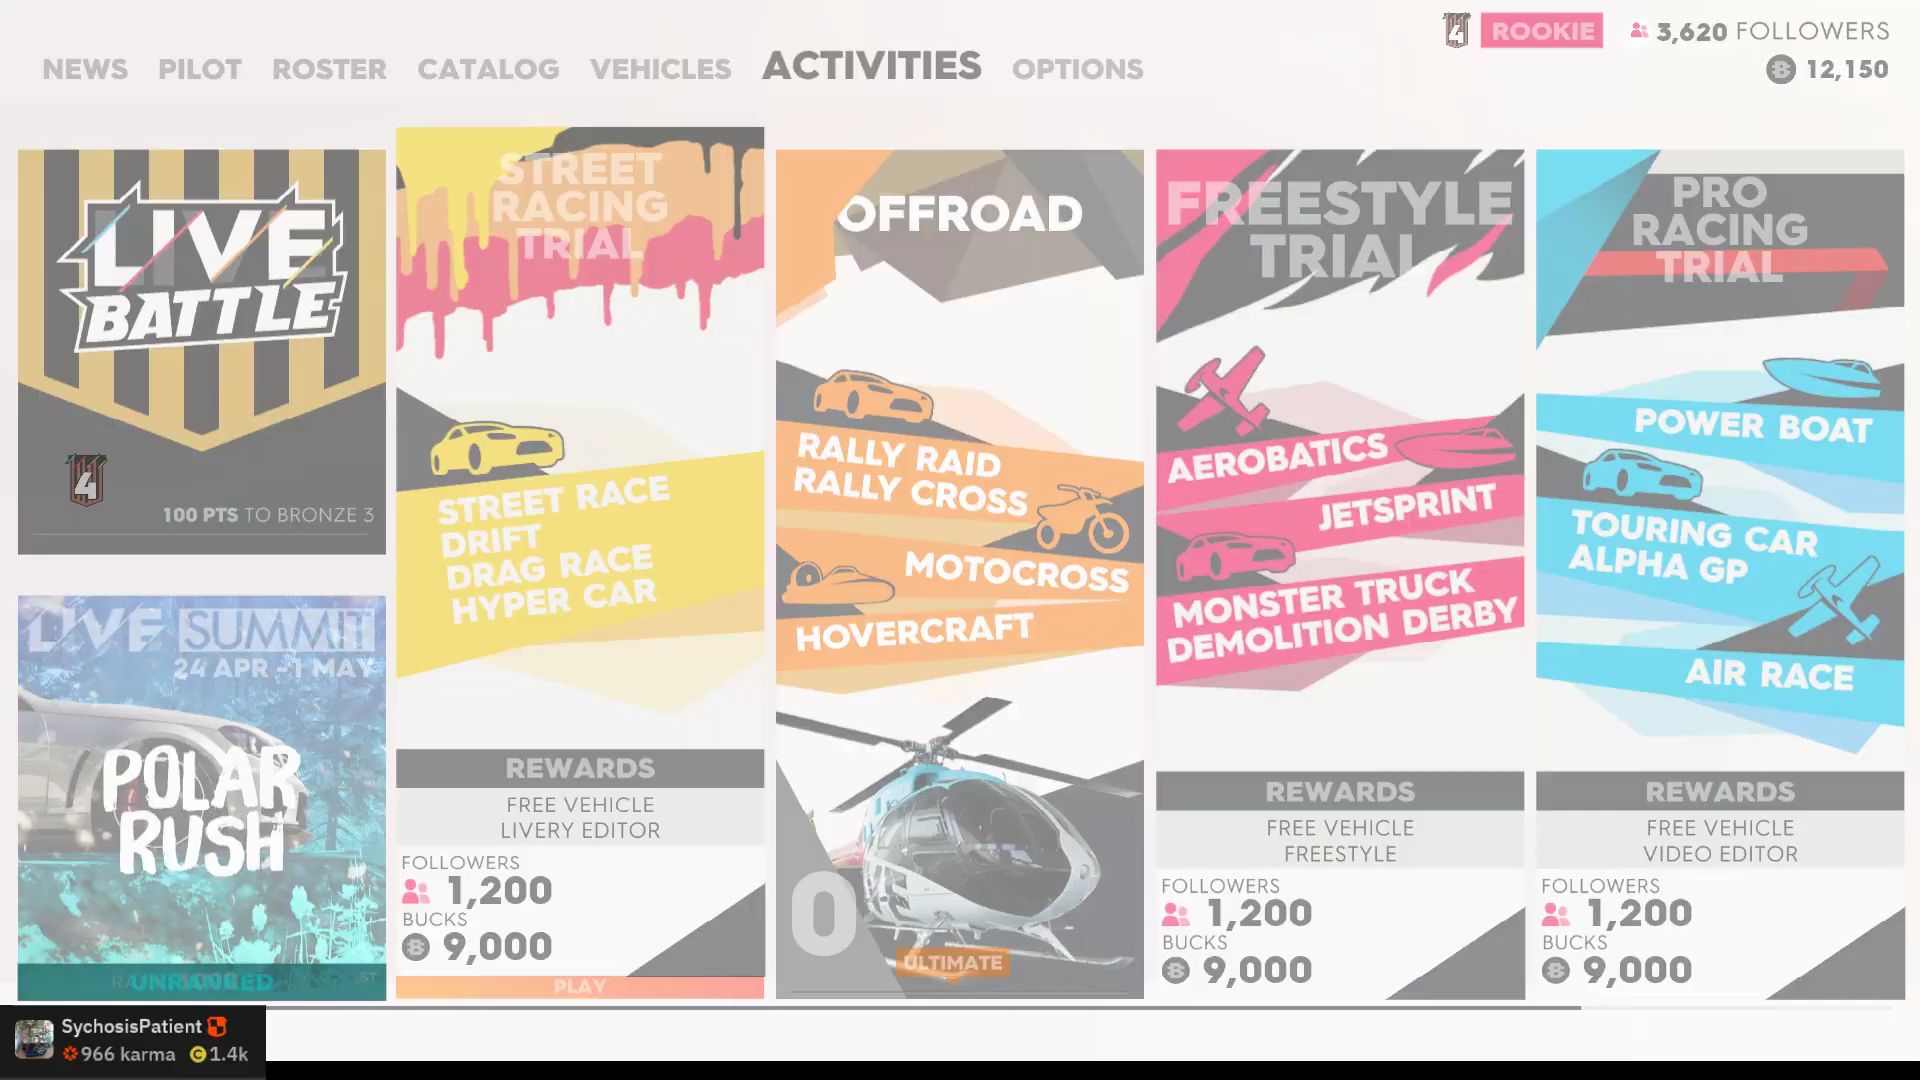 4 ROOKIE 3,620 FOLLOWERS
NEWS PILOT ROSTER CATALOG VEHICLES ACTIVITIES OPTIONS
12,150
LIVE
BATTLE
4
100 PTS TO BRONZE 3
LIVE SUMMIT
24 APR - 1 MAY
POLAR
RUSH
UNRANKED
STREET
RACING
TRIAL
STREET RACE
DRIFT
DRAG RACE
HYPER CAR
REWARDS
FREE VEHICLE
LIVERY EDITOR
FOLLOWERS
1,200
BUCKS
9,000
PLAY
OFFROAD
RALLY RAID
RALLY CROSS
MOTOCROSS
HOVERCRAFT
0
ULTIMATE
FREESTYLE
TRIAL
AEROBATICS
JETSPRINT
MONSTER TRUCK
DEMOLITION DERBY
REWARDS
FREE VEHICLE
FREESTYLE
FOLLOWERS
1,200
BUCKS
9,000
PRO
RACING
TRIAL
POWER BOAT
TOURING CAR
ALPHA GP
AIR RACE
REWARDS
FREE VEHICLE
VIDEO EDITOR
FOLLOWERS
1,200
BUCKS
9,000
SychosisPatient
966 karma 1.4k